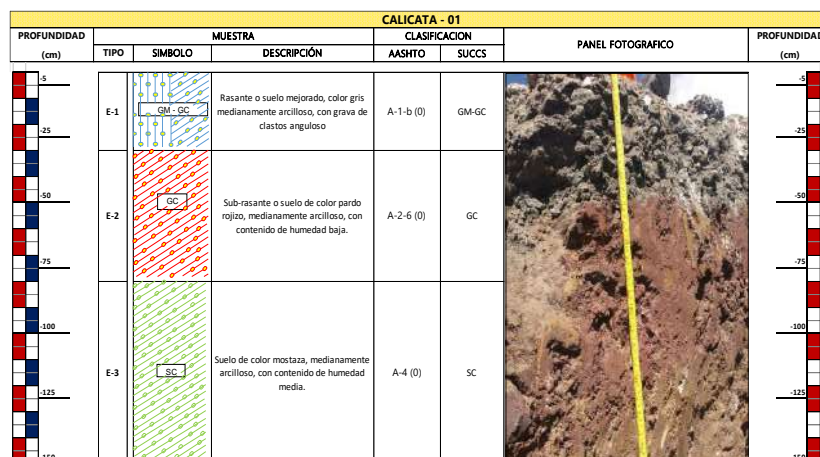 CALICATA - 01
PROFUNDIDAD
(cm)
MUESTRA
CLASIFICACION
PANEL FOTOGRAFICO
PROFUNDIDAD
(cm)
TIPO
SIMBOLO
DESCRIPCIÓN
AASHTO
SUCCS
-5
-25
-50
-75
-100
-125
-150
E-1
GM - GC
Rasante o suelo mejorado, color gris
medianamente arcilloso, con grava de
clastos anguloso
A-1-b (0)
GM-GC
E-2
GC
Sub-rasante o suelo de color pardo
rojizo, medianamente arcilloso, con
contenido de humedad baja.
A-2-6 (0)
GC
E-3
SC
Suelo de color mostaza, medianamente
arcilloso, con contenido de humedad
media.
A-4 (0)
SC
-5
-25
-50
-75
-100
-125
-150